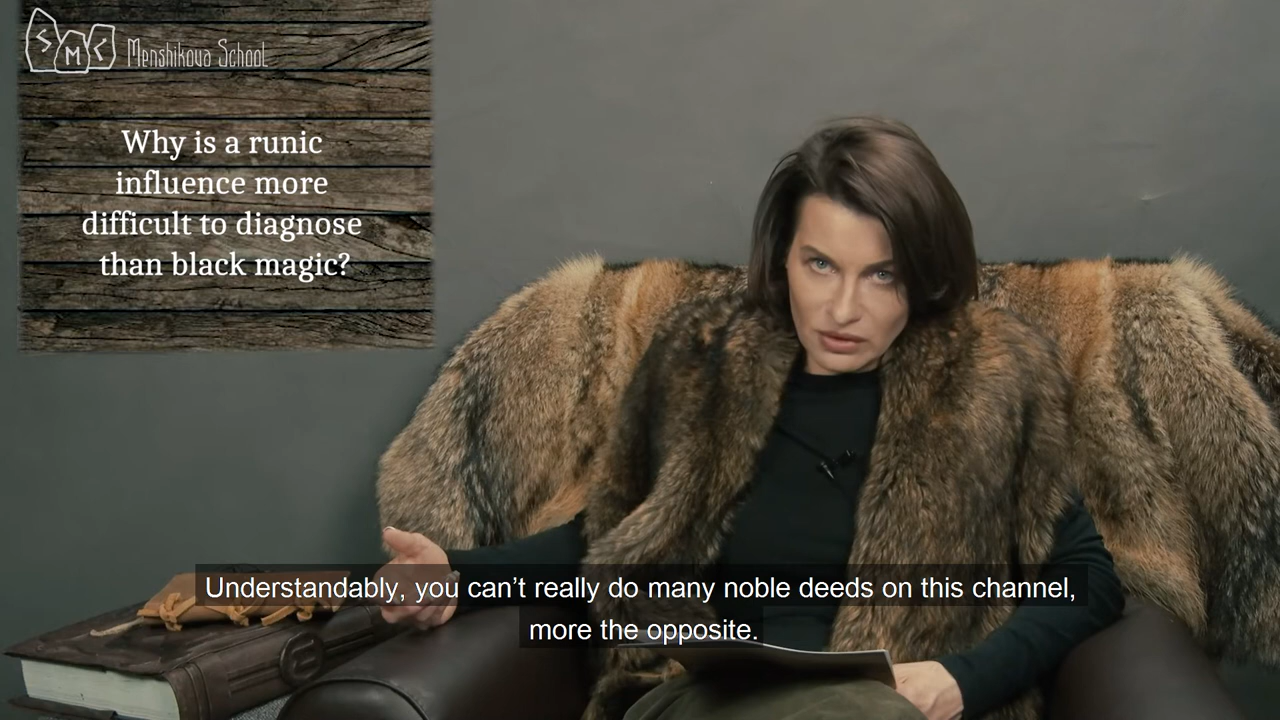 SMC Menshikova School
Why is a runic
influence more
difficult to diagnose
than black magic?
Understandably, you can’t really do many noble deeds on this channel,
more the opposite.